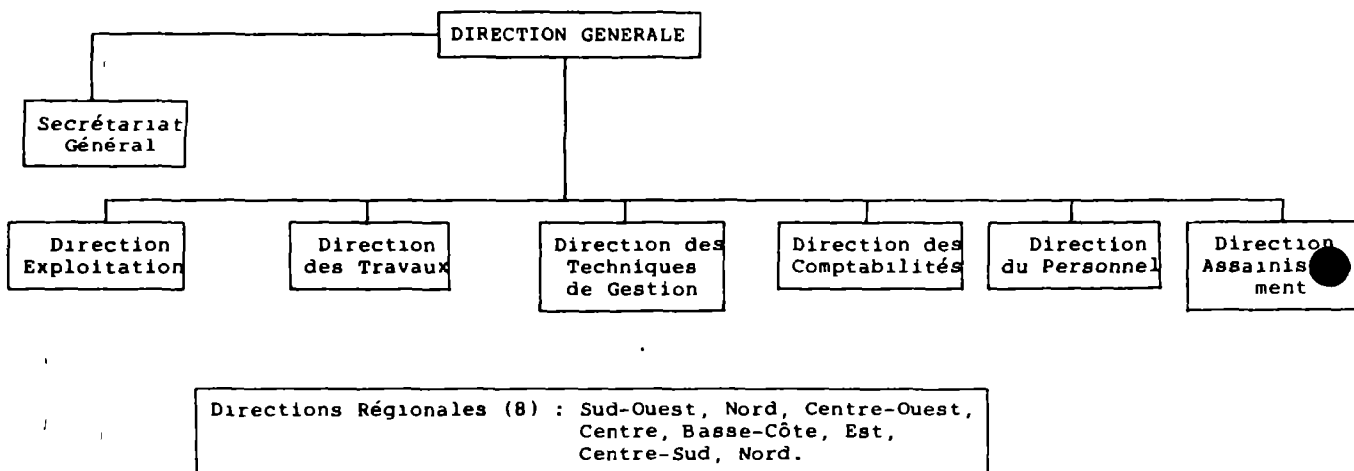 DIRECTION GENERALE
Secrétariat
Général
Direction
Exploitation
Direction
des Travaux
Direction des
Techniques
de Gestion
Direction des
Comptabilités
Direction
du Personnel
Direction
ment
Directions Régionales (8) : Sud-Ouest, Nord, Centre-Ouest,
Centre, Basse-Côte, Est,
Centre-Sud, Nord.